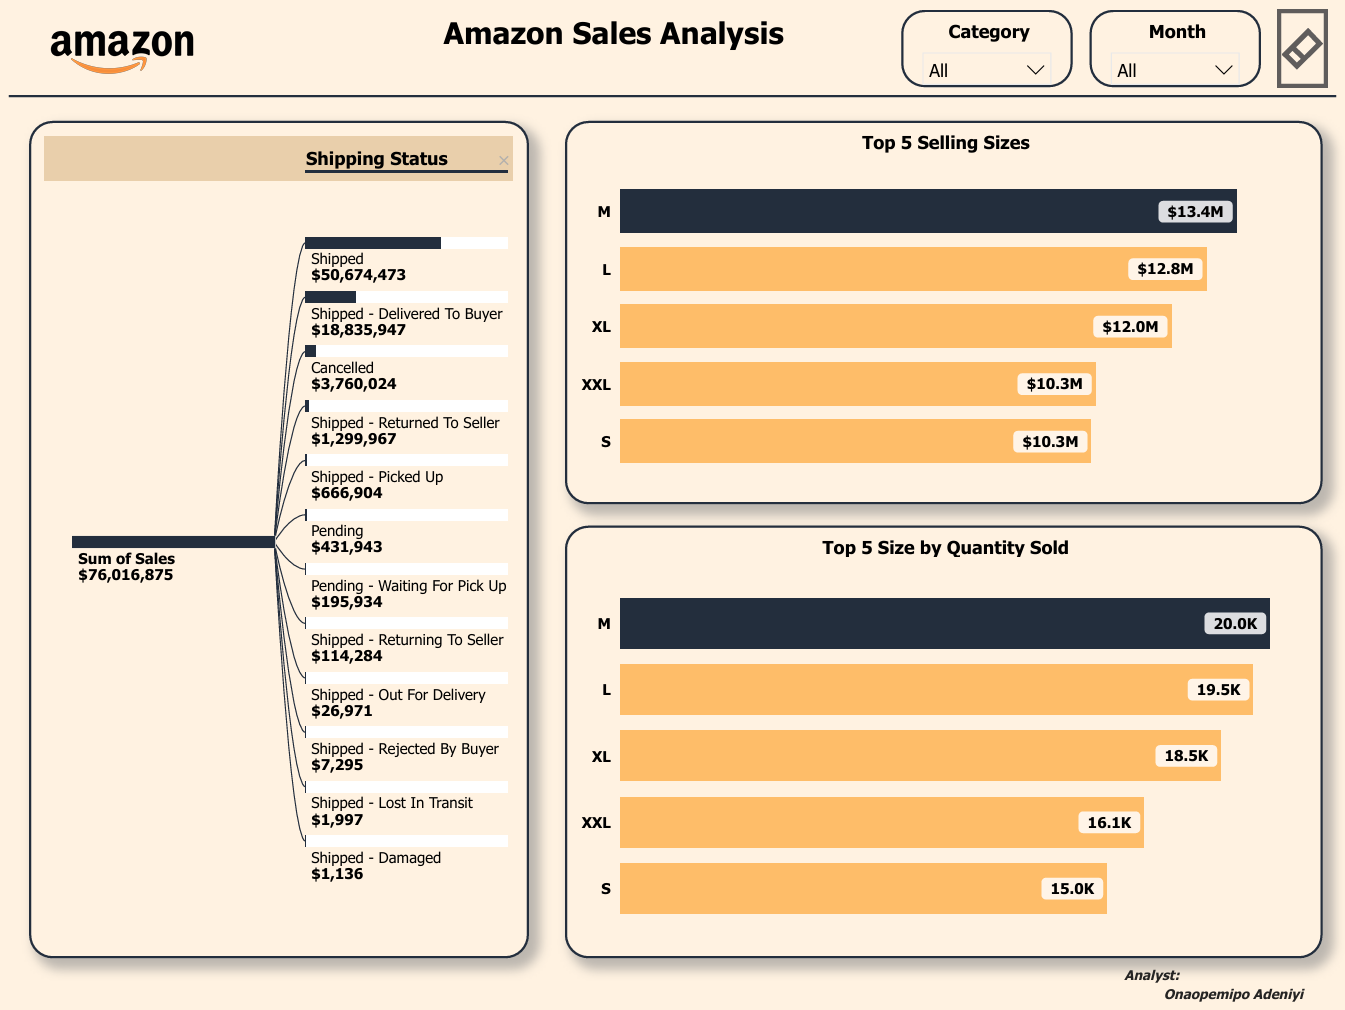 amazon
Amazon Sales Analysis
Category
All
Month
All
Shipping Status
Shipped
$50,674,473
Shipped - Delivered To Buyer
$18,835,947
Cancelled
$3,760,024
Shipped - Returned To Seller
$1,299,967
Shipped - Picked Up
$666,904
Pending
$431,943
Pending - Waiting For Pick Up
$195,934
Shipped - Returning To Seller
$114,284
Shipped - Out For Delivery
$26,971
Shipped - Rejected By Buyer
$7,295
Shipped - Lost In Transit
$1,997
Shipped - Damaged
$1,136
Sum of Sales
$76,016,875
Top 5 Selling Sizes
M $13.4M
L $12.8M
XL $12.0M
XXL $10.3M
S $10.3M
Top 5 Size by Quantity Sold
M 20.0K
L 19.5K
XL 18.5K
XXL 16.1K
S 15.0K
Analyst:
Onaopemipo Adeniyi